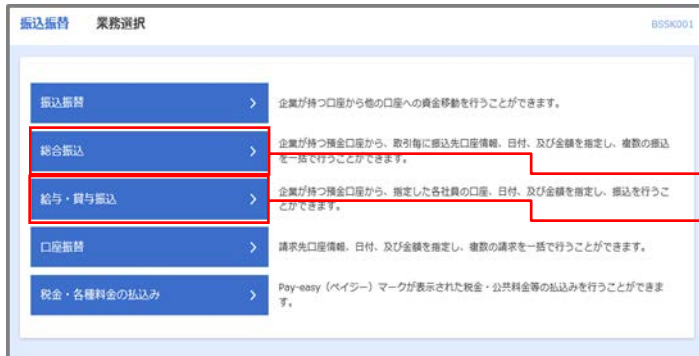 振込振替 業務選択 BSSK001
振込振替 企業が持つ口座から他の口座への資金移動を行うことができます。
総合振込 企業が持つ預金口座から、取引毎に振込先口座情報、日付、及び金額を指定し、複数の振込
を一括で行うことができます。
給与・賞与振込 企業が持つ預金口座から、指定した各社員の口座、日付、及び金額を指定し、振込を行うこ
とができます。
口座振替 請求先口座情報、日付、及び金額を指定し、複数の請求を一括で行うことができます。
税金・各種料金の払込み Pay-easy（ペイジー）マークが表示された税金・公共料金等の払込みを行うことができま
す。